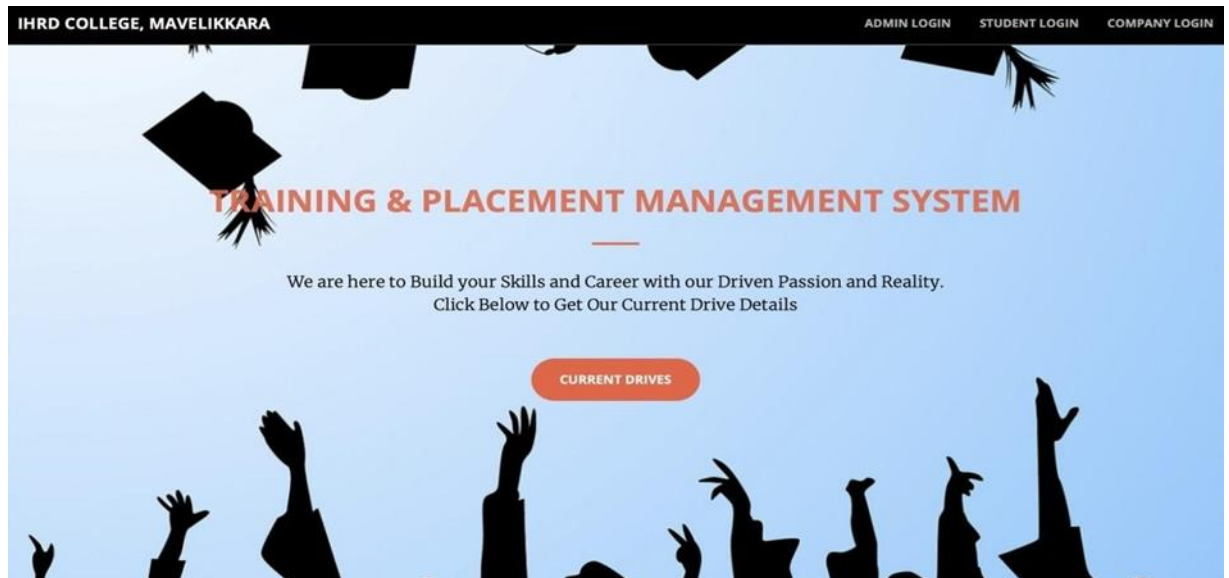 IHRD COLLEGE, MAVELIKKARA
ADMIN LOGIN STUDENT LOGIN COMPANY LOGIN
TRAINING & PLACEMENT MANAGEMENT SYSTEM
We are here to Build your Skills and Career with our Driven Passion and Reality.
Click Below to Get Our Current Drive Details
CURRENT DRIVES